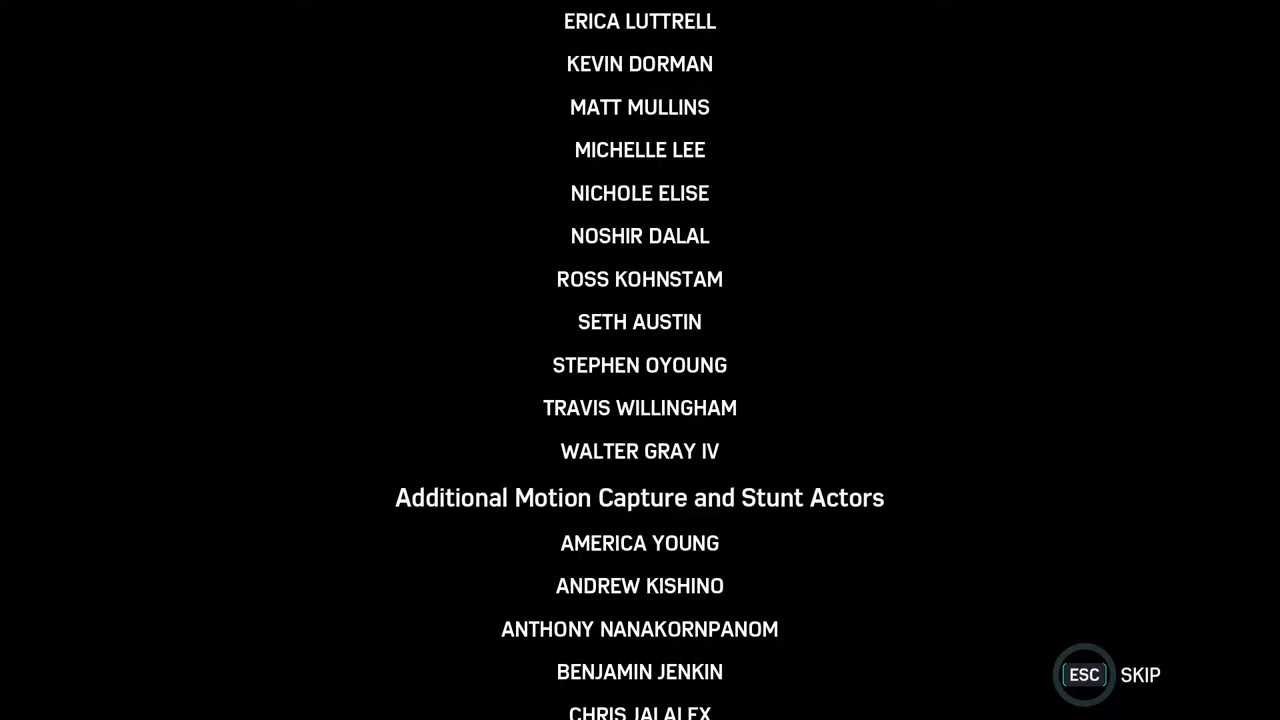 ERICA LUTTRELL
KEVIN DORMAN
MATT MULLINS
MICHELLE LEE
NICHOLE ELISE
NOSHIR DALAL
ROSS KOHNSTAM
SETH AUSTIN
STEPHEN OYOUNG
TRAVIS WILLINGHAM
WALTER GRAY IV
Additional Motion Capture and Stunt Actors
AMERICA YOUNG
ANDREW KISHINO
ANTHONY NANAKORNPANOM
BENJAMIN JENKIN
ESC SKIP
CHRIS JALALEX